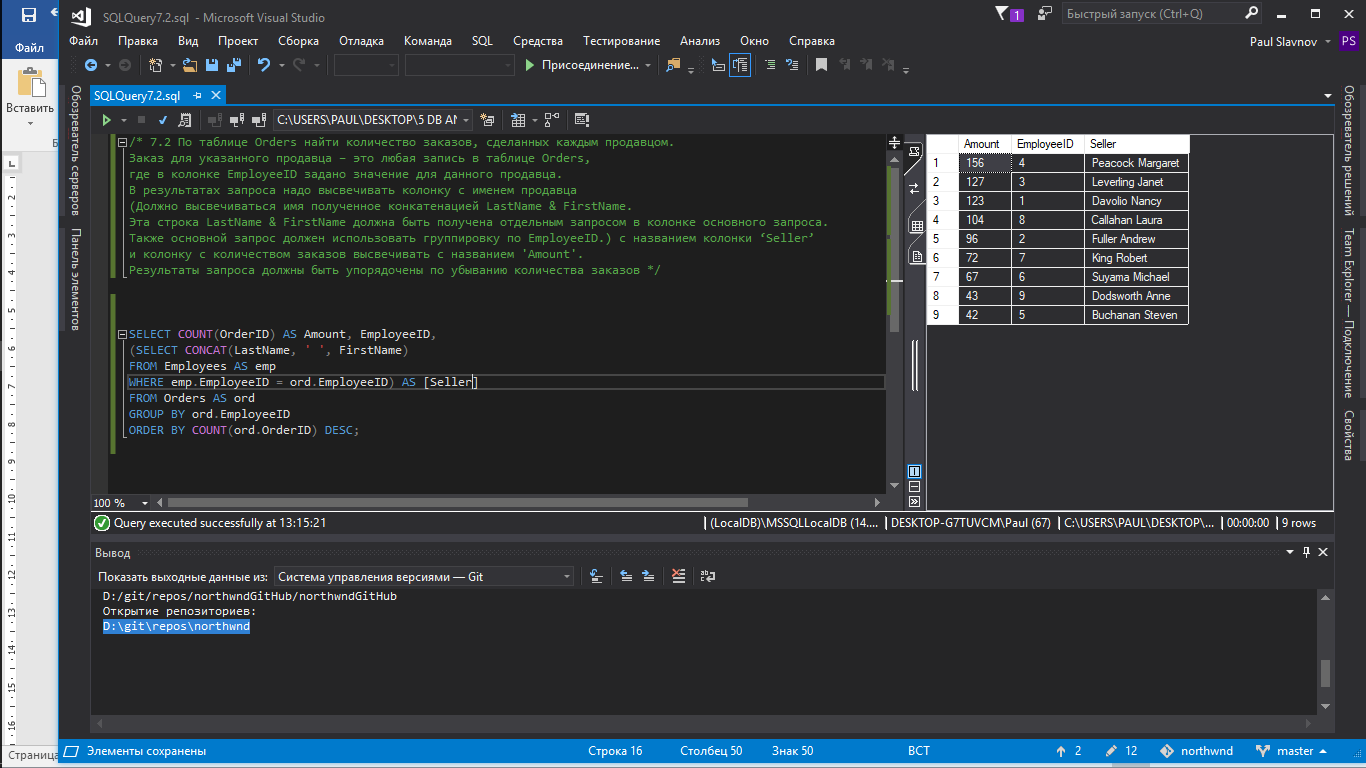 SQLQuery7.2.sql - Microsoft Visual Studio
1
Быстрый запуск (Ctrl+Q)
Файл
Файл Правка Вид Проект Сборка Отладка Команда SQL Средства Тестирование Анализ Окно Справка
Paul Slavnov PS
Присоединение...
Вставить
Обозреватель серверов
Панель элементов
SQLQuery7.2.sql
C:\USERS\PAUL\DESKTOP\5 DB AN
/* 7.2 По таблице Orders найти количество заказов, сделанных каждым продавцом.
Заказ для указанного продавца – это любая запись в таблице Orders,
где в колонке EmployeeID задано значение для данного продавца.
В результатах запроса надо высвечивать колонку с именем продавца
(Должно высвечиваться имя полученное конкатенацией LastName & FirstName.
Эта строка LastName & FirstName должна быть получена отдельным запросом в колонке основного запроса.
Также основной запрос должен использовать группировку по EmployeeID.) с названием колонки ‘Seller’
и колонку c количеством заказов высвечивать с названием 'Amount'.
Результаты запроса должны быть упорядочены по убыванию количества заказов */
SELECT COUNT(OrderID) AS Amount, EmployeeID,
(SELECT CONCAT(LastName, ' ', FirstName)
FROM Employees AS emp
WHERE emp.EmployeeID = ord.EmployeeID) AS [Seller]
FROM Orders AS ord
GROUP BY ord.EmployeeID
ORDER BY COUNT(ord.OrderID) DESC;
100 %
Amount EmployeeID Seller
1 156 4 Peacock Margaret
2 127 3 Leverling Janet
3 123 1 Davolio Nancy
4 104 8 Callahan Laura
5 96 2 Fuller Andrew
6 72 7 King Robert
7 67 6 Suyama Michael
8 43 9 Dodsworth Anne
9 42 5 Buchanan Steven
Обозреватель решений
Team Explorer — Подключение
Свойства
Query executed successfully at 13:15:21
(LocalDB)\MSSQLLocalDB (14.... DESKTOP-G7TUVCM\Paul (67) C:\USERS\PAUL\DESKTOP\... 00:00:00 9 rows
Вывод
Показать выходные данные из: Система управления версиями — Git
D:/git/repos/northwndGitHub/northwndGitHub
Открытие репозиториев:
D:\git\repos\northwnd
Страница
Элементы сохранены Строка 16 Столбец 50 Знак 50 ВСТ 2 12 northwnd master